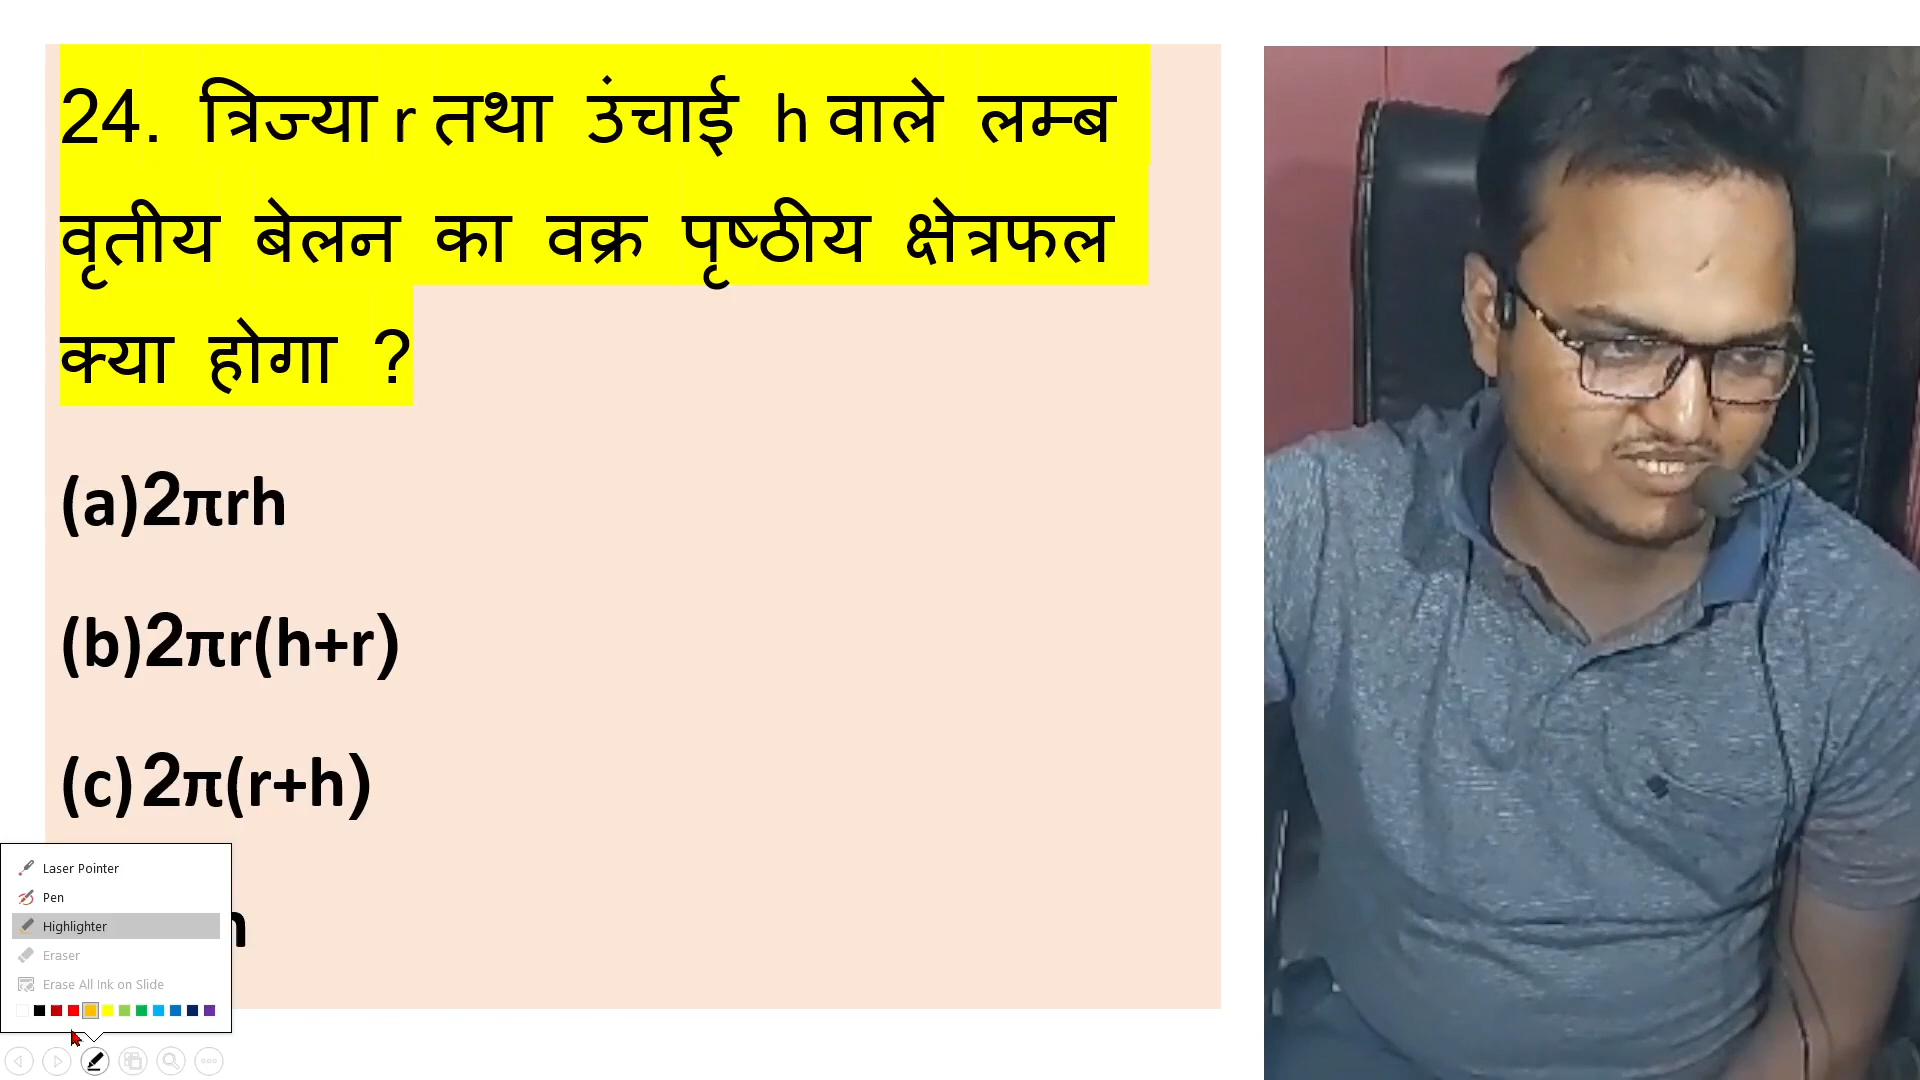 24. त्रिज्या r तथा उंचाई h वाले लम्ब
वृतीय बेलन का वक्र पृष्ठीय क्षेत्रफल
क्या होगा ?
(a)2πrh
(b)2πr(h+r)
(c)2π(r+h)
Laser Pointer
Pen
Highlighter
Eraser
Erase All Ink on Slide